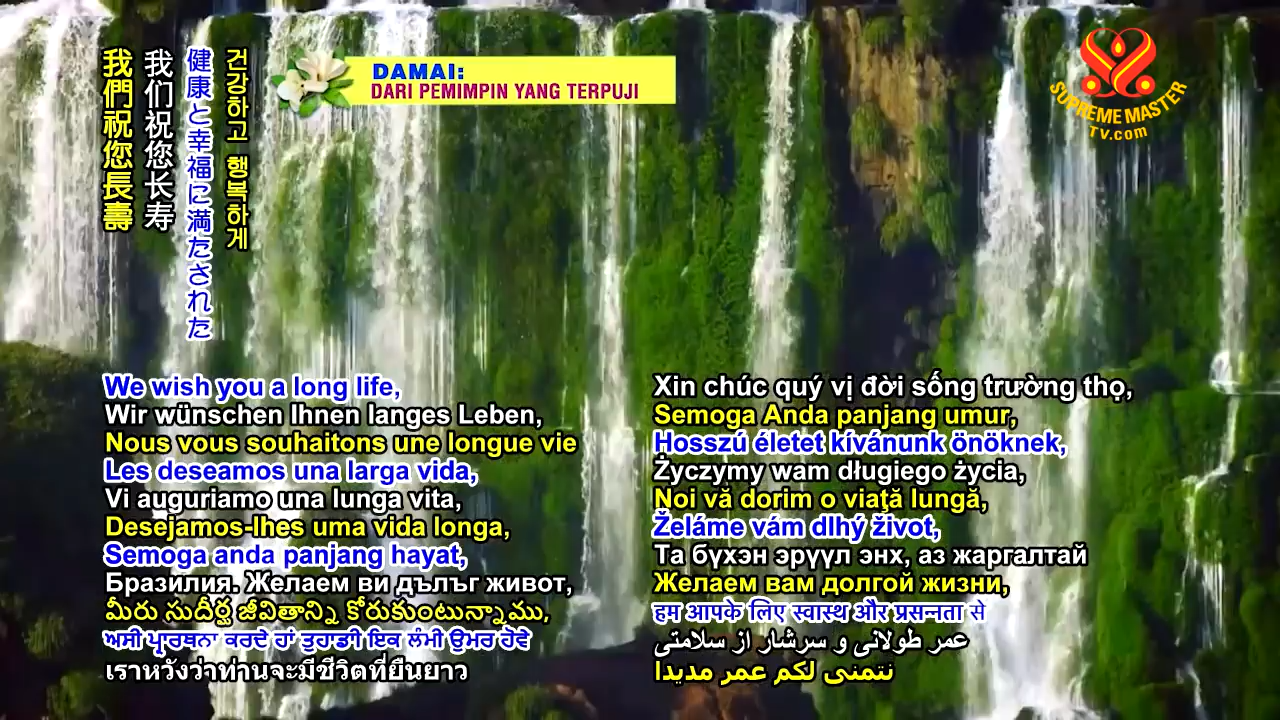 我們祝您長壽
我们祝您长寿
健康と幸福に満たされた
건강하고 행복하게
DAMAI:
DARI PEMIMPIN YANG TERPUJI
SUPREME MASTER
TV.com
We wish you a long life,
Wir wünschen Ihnen langes Leben,
Nous vous souhaitons une longue vie
Les deseamos una larga vida,
Vi auguriamo una lunga vita,
Desejamos-lhes uma vida longa,
Semoga anda panjang hayat,
Бразилия. Желаем ви дълъг живот,
మీరు సుదీర్ఘ జీవితాన్ని కోరుకుంటున్నాము,
ਅਸੀ ਪ੍ਰਾਰਥਨਾ ਕਰਦੇ ਹਾਂ ਤੁਹਾਡੀ ਇਕ ਲੰਮੀ ਉਮਰ ਹੋਵੇ
เราหวังว่าท่านจะมีชีวิตที่ยืนยาว
Xin chúc quý vị đời sống trường thọ,
Semoga Anda panjang umur,
Hosszú életet kívánunk önöknek,
Życzymy wam długiego życia,
Noi vă dorim o viaţă lungă,
Želáme vám dlhý život,
Та бүхэн эрүүл энх, аз жаргалтай
Желаем вам долгой жизни,
हम आपके लिए स्वास्थ और प्रसन्नता से
عمر طولانی و سرشار از سلامتی
نتمنى لكم عمر مديدا